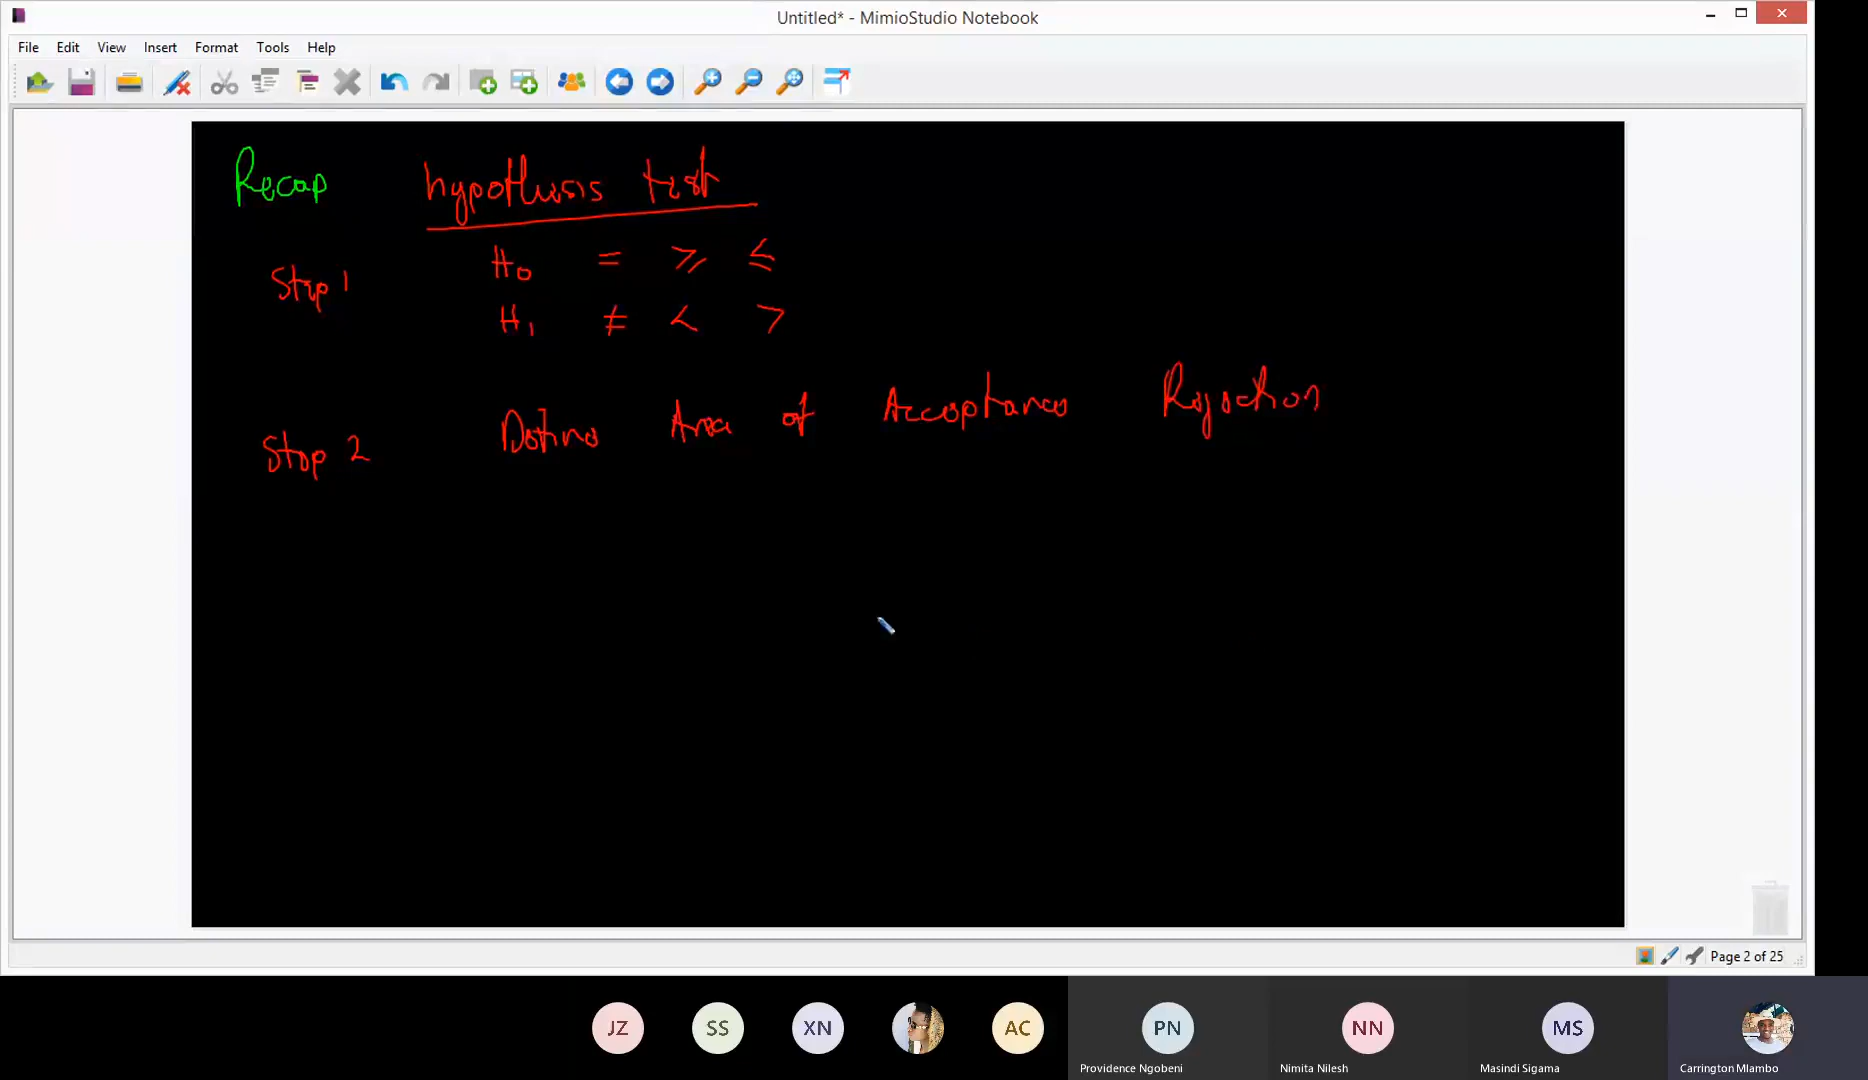 Untitled* - MimioStudio Notebook
File Edit View Insert Format Tools Help
Recap hypothesis test
Step 1 H0 = ≥ ≤
H1 ≠ < >
Step 2 Define Area of Acceptance Rejection
Page 2 of 25
JZ SS XN AC PN NN MS
Providence Ngobeni Nimita Nilesh Masindi Sigama Carrington Mlambo